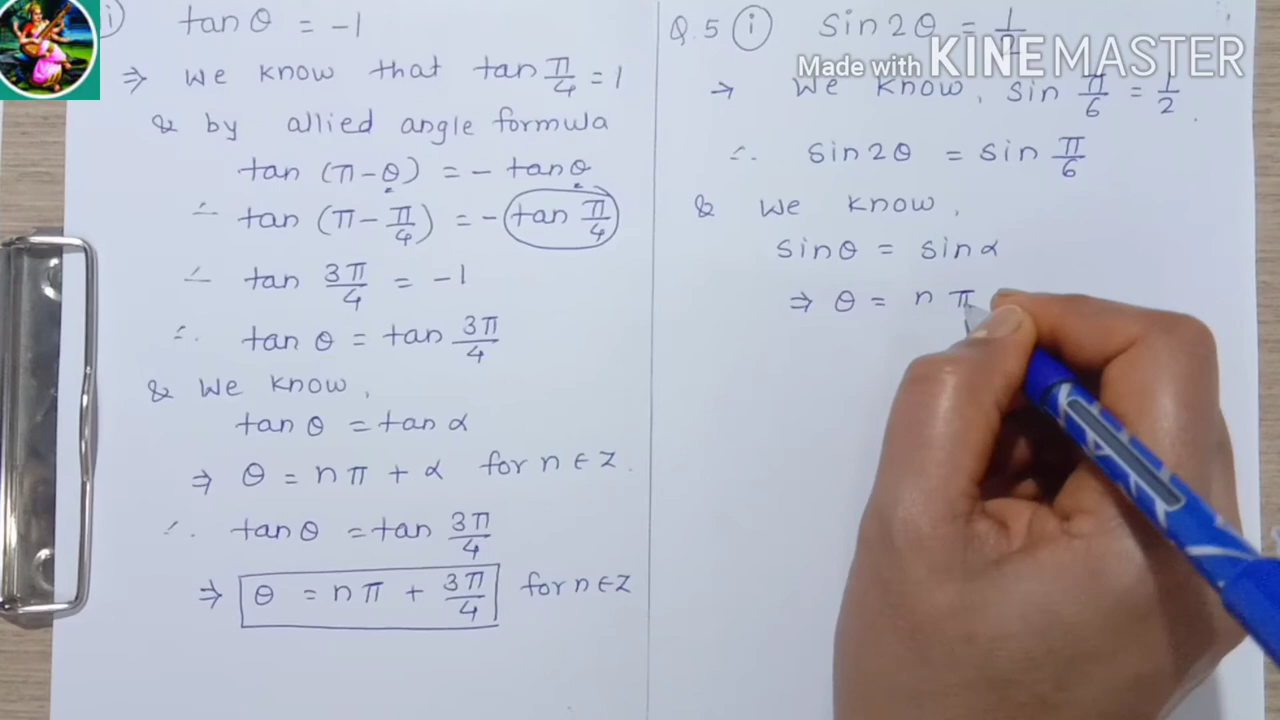 i) tan θ = -1
⇒ We know that tan π/4 = 1
& by allied angle formula
tan (π - θ) = - tan θ
∴ tan (π - π/4) = - tan π/4
∴ tan 3π/4 = -1
∴ tan θ = tan 3π/4
& We know,
tan θ = tan α
⇒ θ = nπ + α for n ∈ Z.
∴ tan θ = tan 3π/4
⇒ θ = nπ + 3π/4 for n ∈ Z
Q.5 (i) sin 2θ = 1/2
Made with KINEMASTER
→ We know, sin π/6 = 1/2
∴ sin 2θ = sin π/6
& We know,
sin θ = sin α
⇒ θ = n π